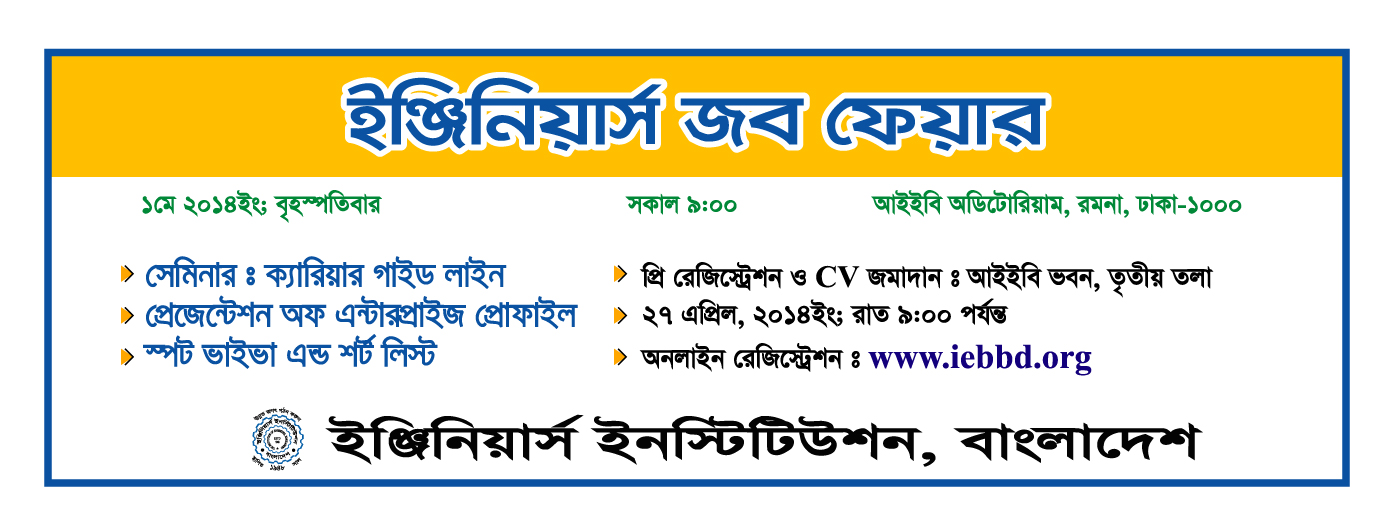 ইঞ্জিনিয়ার্স জব ফেয়ার
১মে ২০১৪ইং; বৃহস্পতিবার সকাল ৯:০০ আইইবি অডিটোরিয়াম, রমনা, ঢাকা-১০০০
সেমিনার ঃ ক্যারিয়ার গাইড লাইন
প্রেজেন্টেশন অফ এন্টারপ্রাইজ প্রোফাইল
স্পট ভাইভা এন্ড শর্ট লিস্ট
প্রি রেজিস্ট্রেশন ও CV জমাদান ঃ আইইবি ভবন, তৃতীয় তলা
২৭ এপ্রিল, ২০১৪ইং; রাত ৯:০০ পর্যন্ত
অনলাইন রেজিস্ট্রেশন ঃ www.iebbd.org
ইঞ্জিনিয়ার্স ইনস্টিটিউশন, বাংলাদেশ